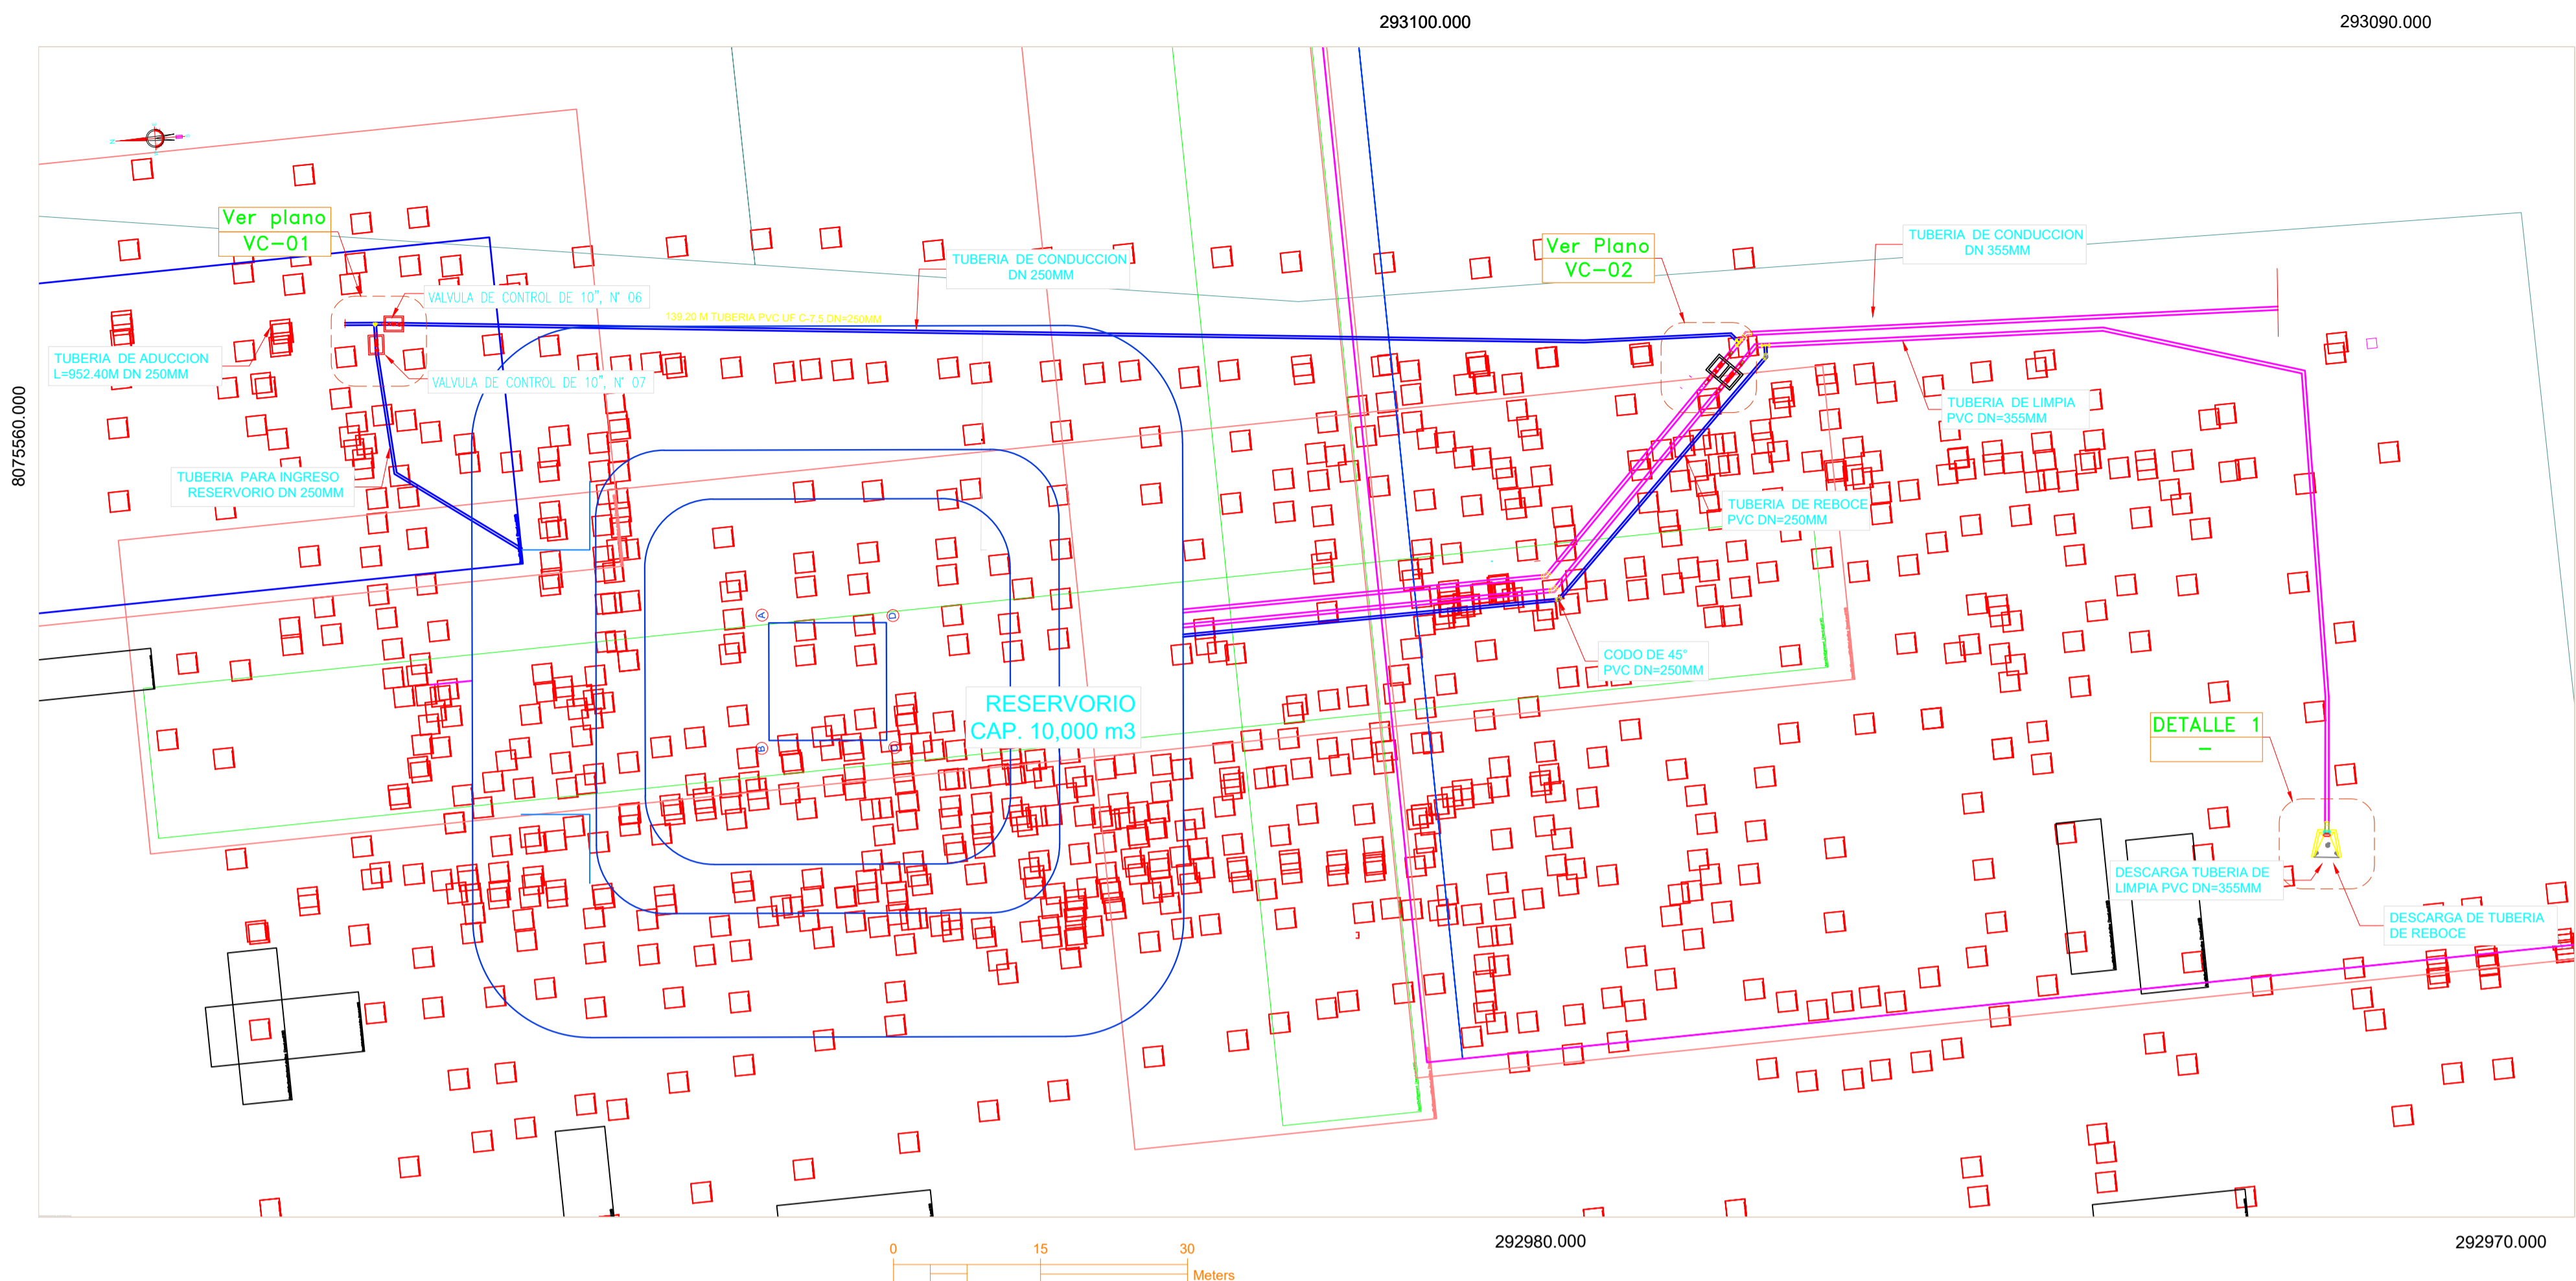 293100.000
293090.000
Ver plano
VC-01
Ver Plano
VC-02
TUBERIA DE CONDUCCION
DN 355MM
TUBERIA DE CONDUCCION
DN 250MM
VALVULA DE CONTROL DE 10", N° 06
139.20 M TUBERIA PVC UF C-7.5 DN=250MM
TUBERIA DE ADUCCION
L=952.40M DN 250MM
VALVULA DE CONTROL DE 10", N° 07
8075560.000
TUBERIA DE LIMPIA
PVC DN=355MM
TUBERIA PARA INGRESO
RESERVORIO DN 250MM
TUBERIA DE REBOCE
PVC DN=250MM
A
D
CODO DE 45°
PVC DN=250MM
RESERVORIO
CAP. 10,000 m3
B
DETALLE 1
-
DESCARGA TUBERIA DE
LIMPIA PVC DN=355MM
DESCARGA DE TUBERIA
DE REBOCE
292980.000
292970.000
0
15
30
Meters